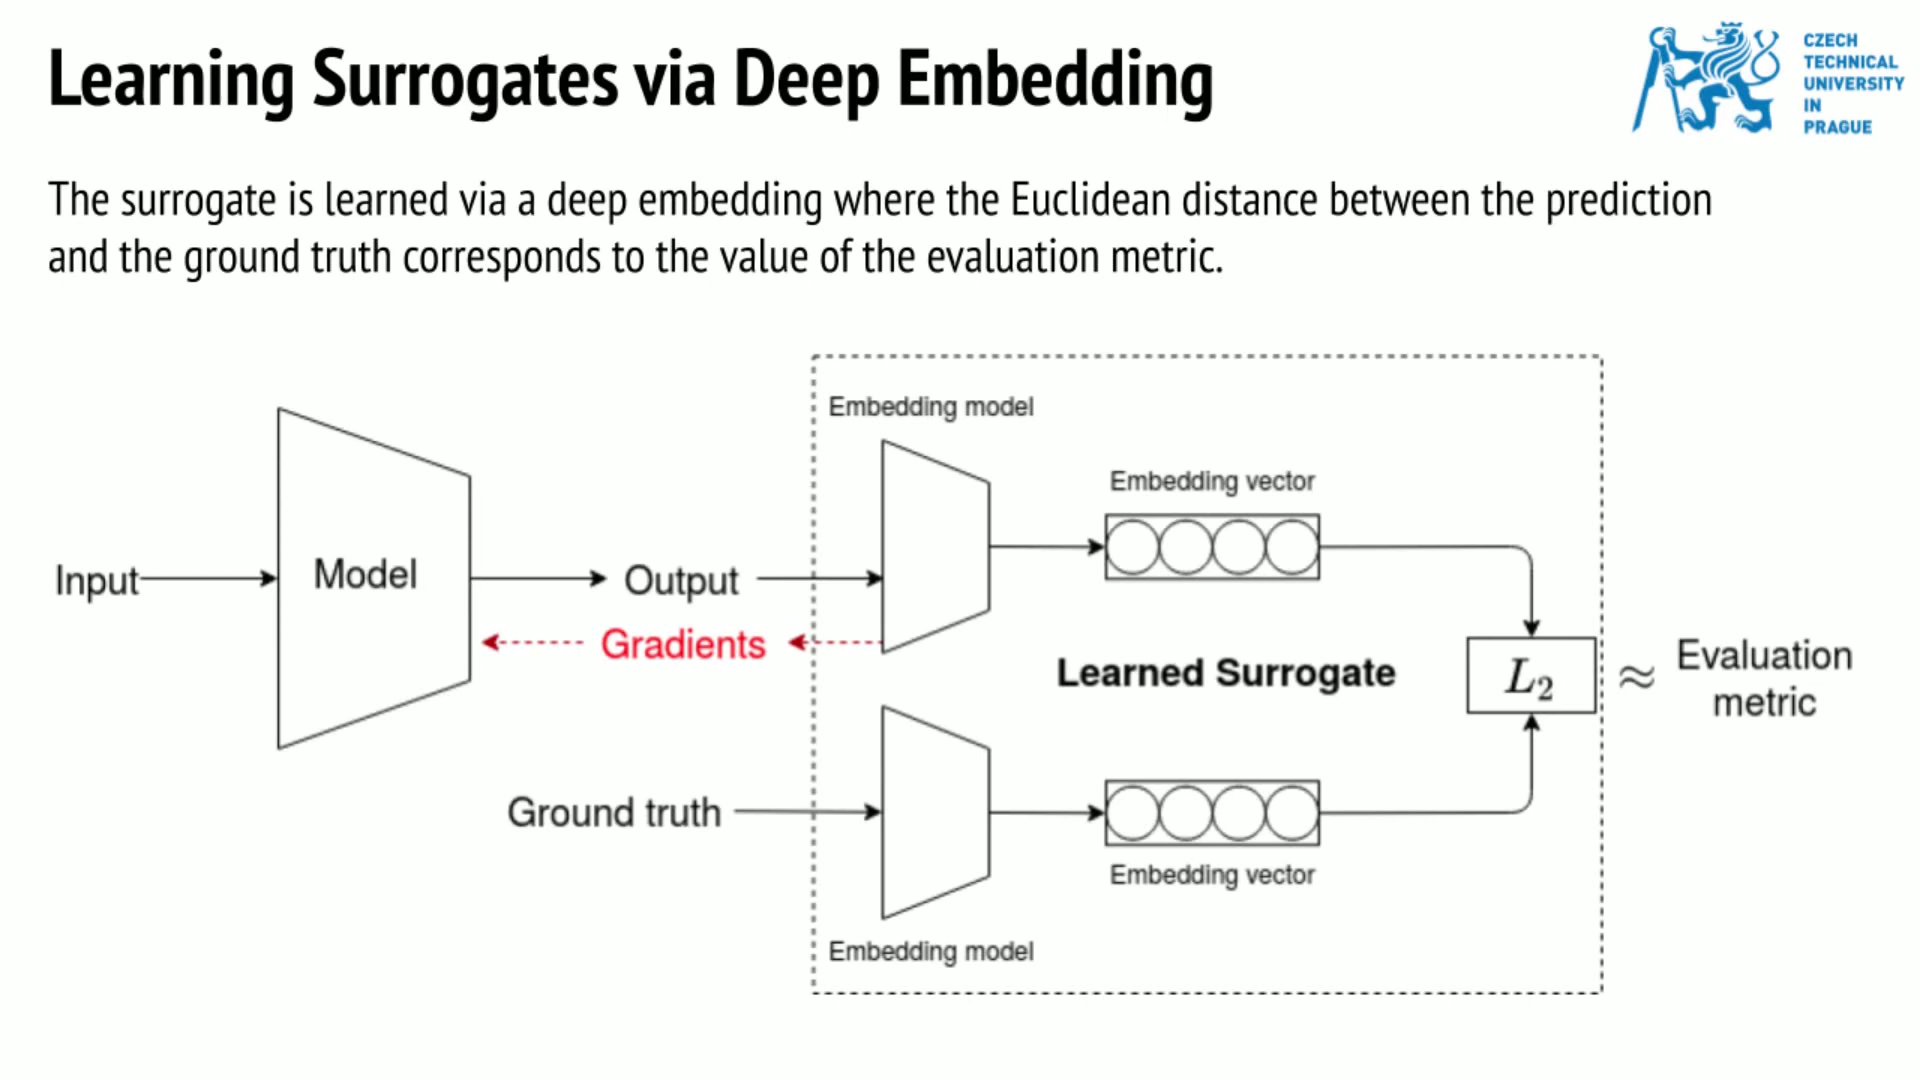 Learning Surrogates via Deep Embedding
CZECH
TECHNICAL
UNIVERSITY
IN
PRAGUE
The surrogate is learned via a deep embedding where the Euclidean distance between the prediction
and the ground truth corresponds to the value of the evaluation metric.
Embedding model
Embedding vector
Input
Model
Output
Gradients
Learned Surrogate
L₂
≈
Evaluation
metric
Ground truth
Embedding vector
Embedding model